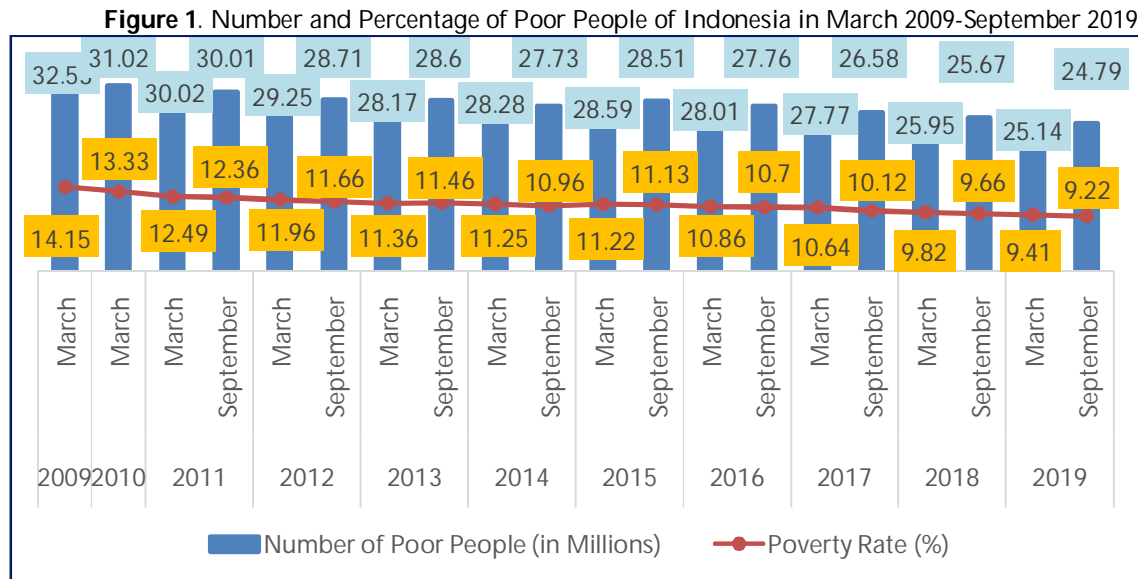 Figure 1. Number and Percentage of Poor People of Indonesia in March 2009-September 2019
31.02 30.01 28.71 28.6 27.73 28.51 27.76 26.58 25.67 24.79
30.02 29.25 28.17 28.28 28.59 28.01 27.77 25.95 25.14
13.33 12.36 11.66 11.46 10.96 11.13 10.7 10.12 9.66 9.22
14.15 12.49 11.96 11.36 11.25 11.22 10.86 10.64 9.82 9.41
March March March September March September March September March September March September March September March September March September March September
2009 2010 2011 2012 2013 2014 2015 2016 2017 2018 2019
Number of Poor People (in Millions) Poverty Rate (%)